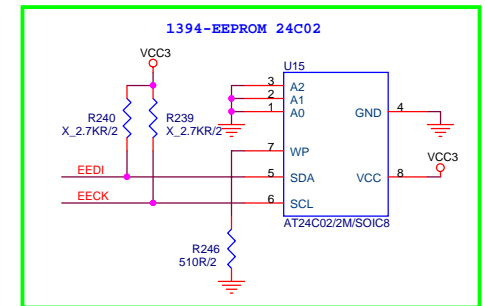 1394-EEPROM 24C02
VCC3
U15
R240
X_2.7KR/2
R239
X_2.7KR/2
3 A2
2 A1
1 A0
GND 4
7 WP
VCC3
EEDI
5 SDA
VCC 8
EECK
6 SCL
AT24C02/2M/SOIC8
R246
510R/2